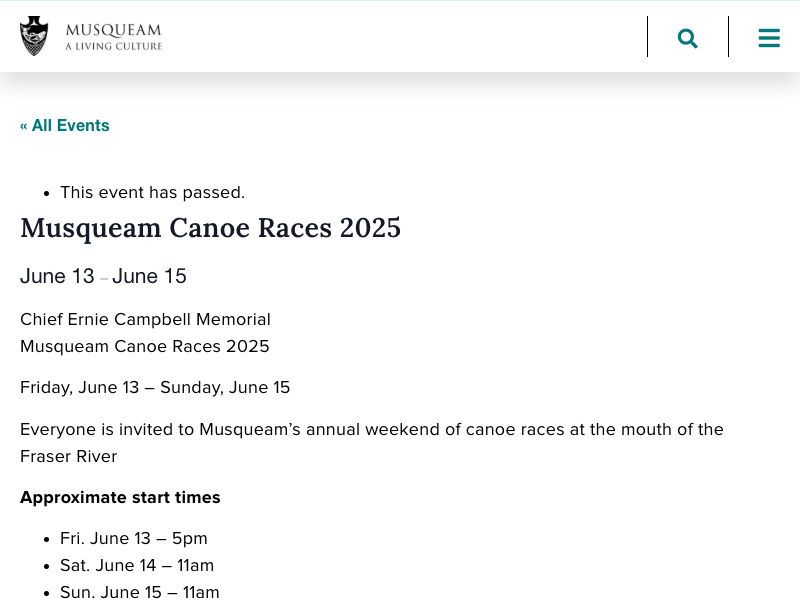 MUSQUEAM
A LIVING CULTURE
« All Events
• This event has passed.
Musqueam Canoe Races 2025
June 13 – June 15
Chief Ernie Campbell Memorial
Musqueam Canoe Races 2025
Friday, June 13 – Sunday, June 15
Everyone is invited to Musqueam’s annual weekend of canoe races at the mouth of the
Fraser River
Approximate start times
• Fri. June 13 – 5pm
• Sat. June 14 – 11am
• Sun. June 15 – 11am